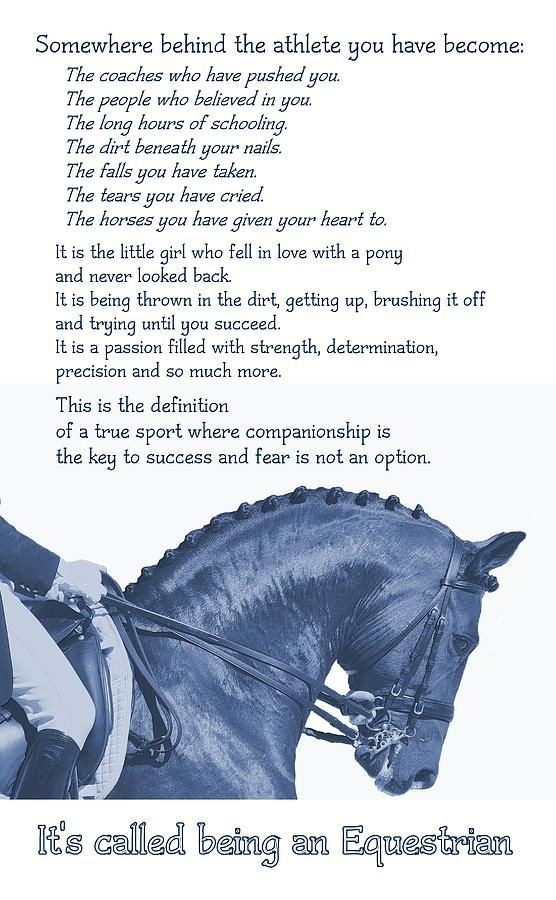 Somewhere behind the athlete you have become:
The coaches who have pushed you.
The people who believed in you.
The long hours of schooling.
The dirt beneath your nails.
The falls you have taken.
The tears you have cried.
The horses you have given your heart to.
It is the little girl who fell in love with a pony
and never looked back.
It is being thrown in the dirt, getting up, brushing it off
and trying until you succeed.
It is a passion filled with strength, determination,
precision and so much more.
This is the definition
of a true sport where companionship is
the key to success and fear is not an option.
It's called being an Equestrian